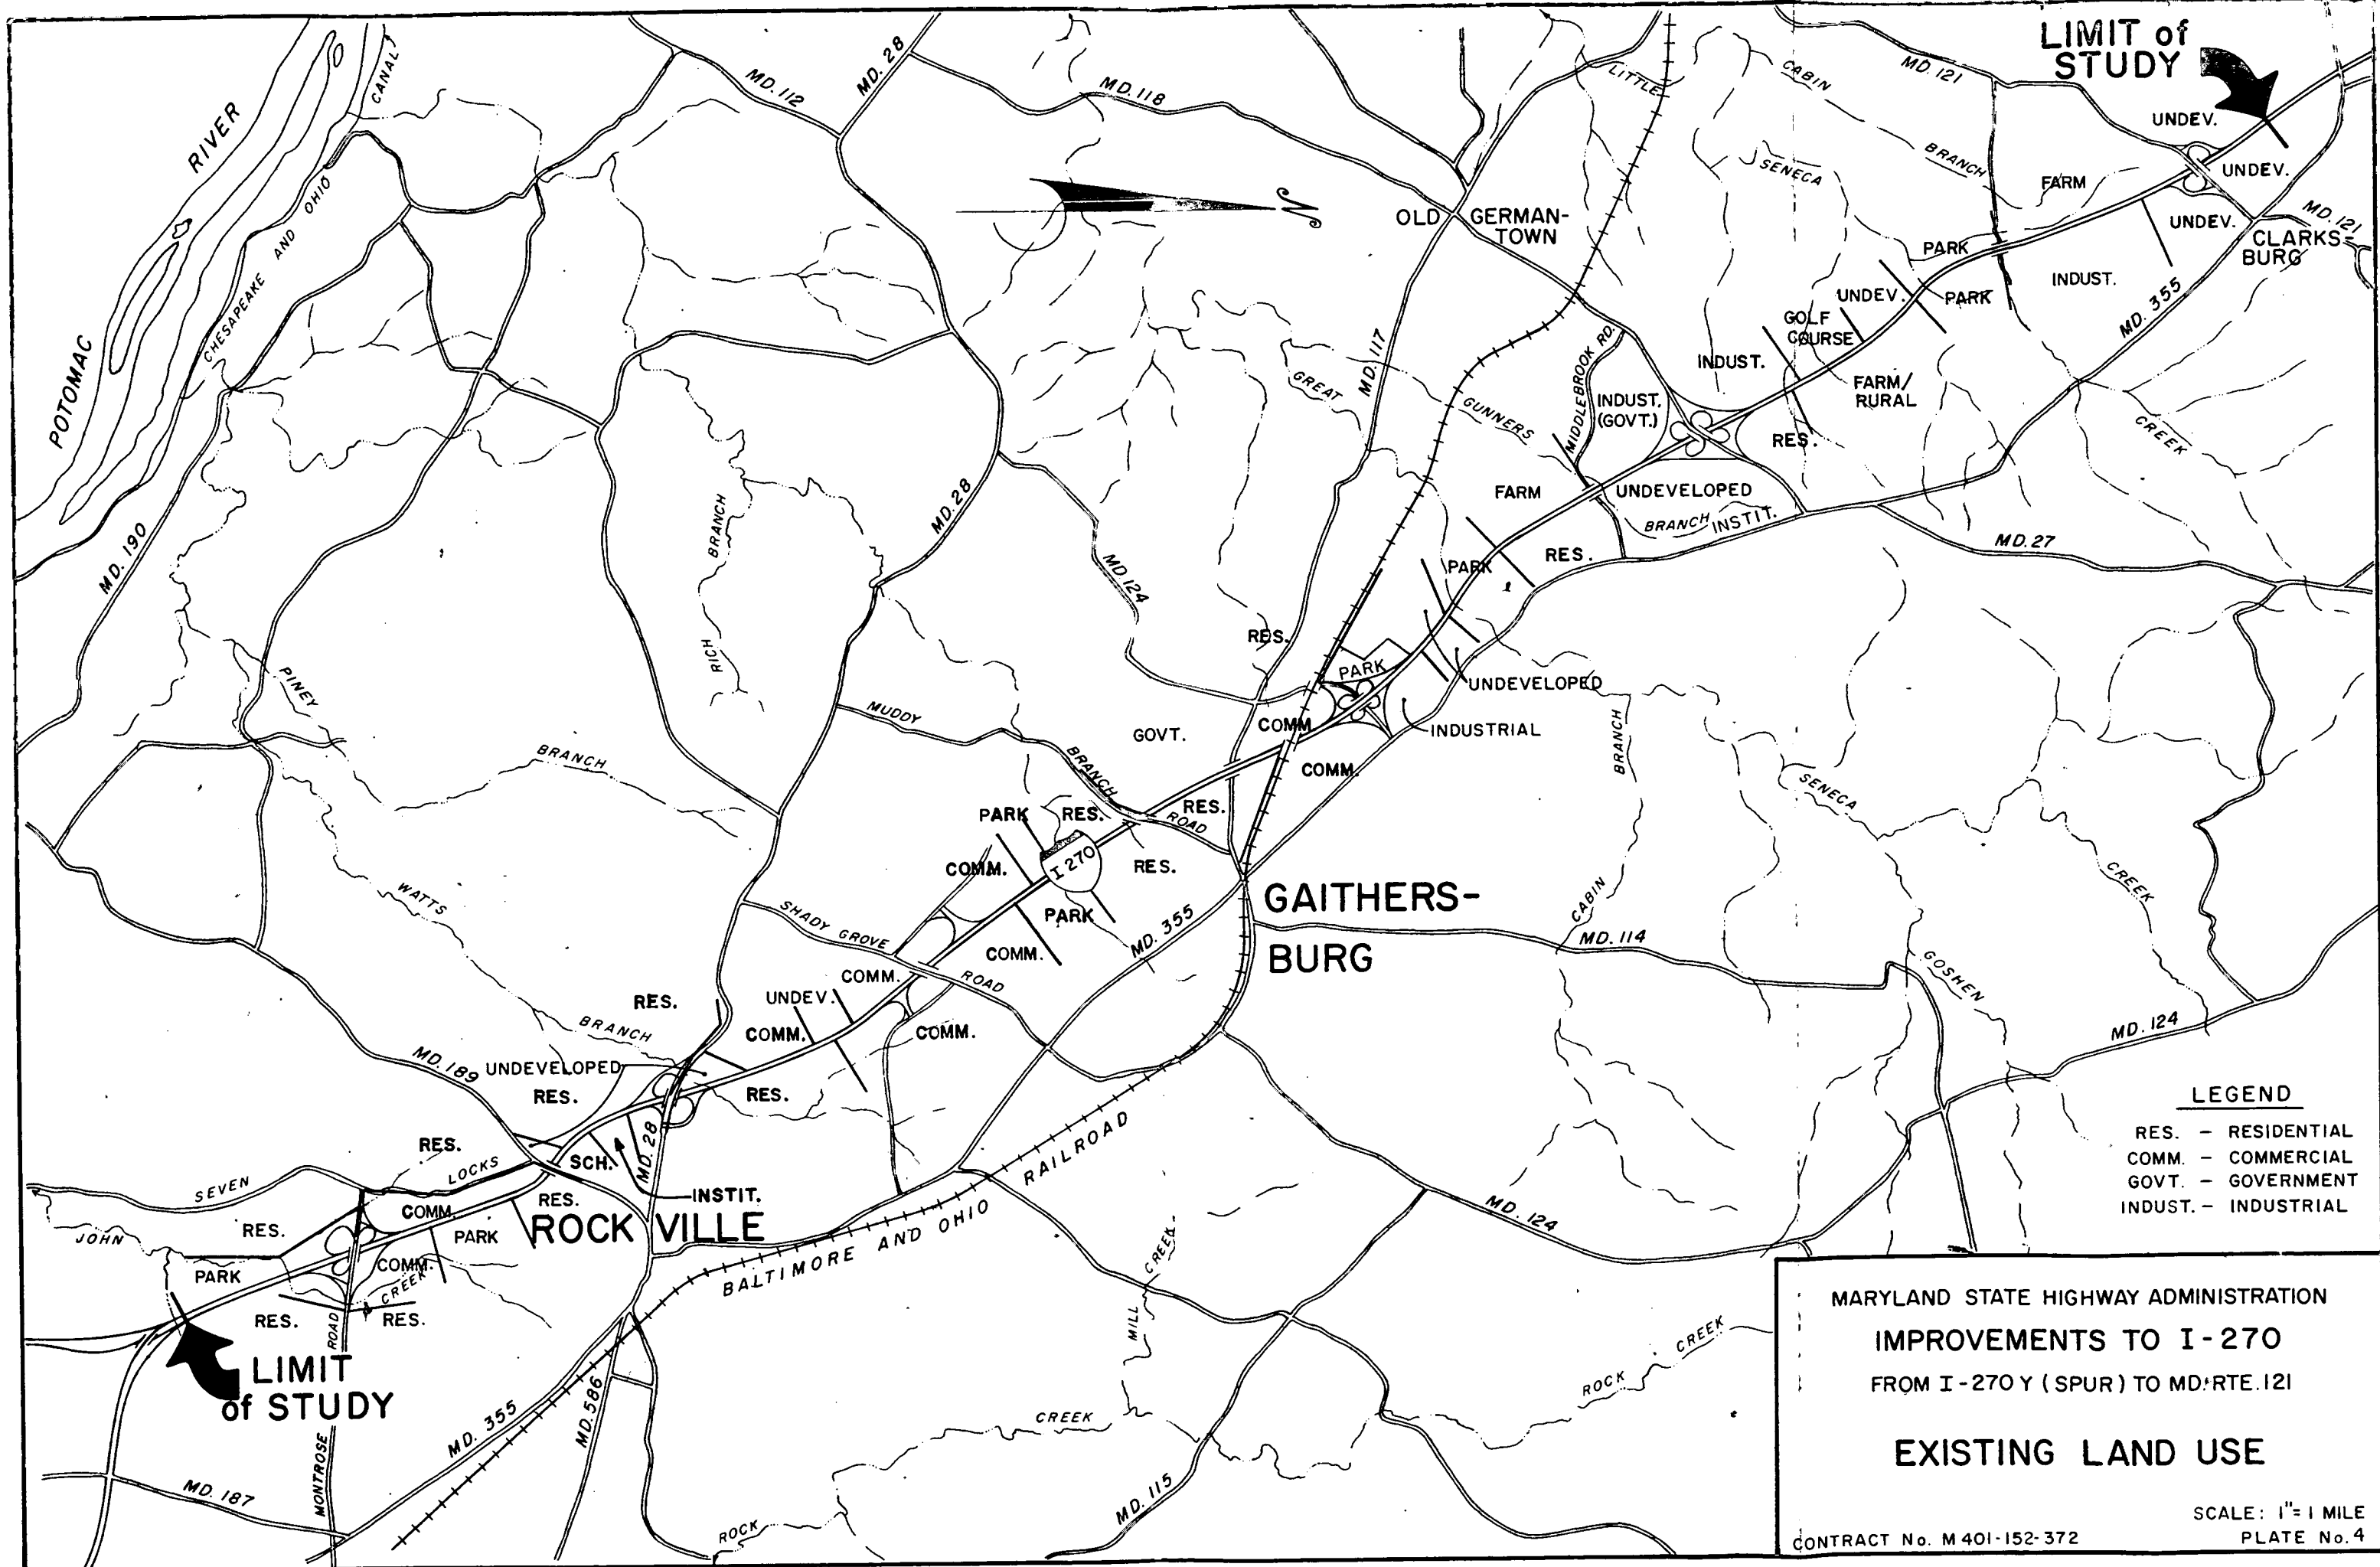 LIMIT of
STUDY
MD. 28
MD. 112
MD. 118
MD. 121
CANAL
RIVER
LITTLE
CABIN
SENECA
BRANCH
UNDEV.
UNDEV.
FARM
UNDEV.
MD. 121
CLARKS-
BURG
CHESAPEAKE AND OHIO
POTOMAC
N
OLD GERMAN-
TOWN
PARK
INDUST.
PARK
UNDEV.
GOLF
COURSE
MD. 355
MD. 117
MIDDLEBROOK RD.
INDUST.
FARM/
RURAL
INDUST.
(GOVT.)
RES.
GREAT
GUNNERS
CREEK
FARM
UNDEVELOPED
BRANCH
INSTIT.
MD. 190
BRANCH
RICH
MD. 28
MD. 27
MD 124
PARK
RES.
RES.
PARK
UNDEVELOPED
PINEY
BRANCH
MUDDY
BRANCH
ROAD
GOVT.
COMM.
INDUSTRIAL
COMM.
BRANCH
CABIN
SENECA
CREEK
PARK
RES.
RES.
I 270
COMM.
RES.
PARK
WATTS
BRANCH
SHADY GROVE
ROAD
COMM.
COMM.
MD. 355
GAITHERS-
BURG
MD. 114
GOSHEN
RES.
UNDEV.
COMM.
COMM.
MD. 124
MD. 189
UNDEVELOPED
RES.
RES.
MD. 28
RES.
LOCKS
SEVEN
SCH.
INSTIT.
RES.
COMM.
RES.
PARK
ROCK VILLE
JOHN
PARK
COMM.
CREEK
RES.
RES.
BALTIMORE AND OHIO RAILROAD
MD. 124
MILL CREEK
LIMIT
of STUDY
MONTROSE ROAD
MD. 355
MD. 586
MD. 187
ROCK
CREEK
MD. 115
ROCK CREEK
LEGEND
RES. – RESIDENTIAL
COMM. – COMMERCIAL
GOVT. – GOVERNMENT
INDUST. – INDUSTRIAL
MARYLAND STATE HIGHWAY ADMINISTRATION
IMPROVEMENTS TO I-270
FROM I-270Y (SPUR) TO MD. RTE. 121
EXISTING LAND USE
SCALE: 1"= 1 MILE
CONTRACT No. M 401-152-372
PLATE No. 4